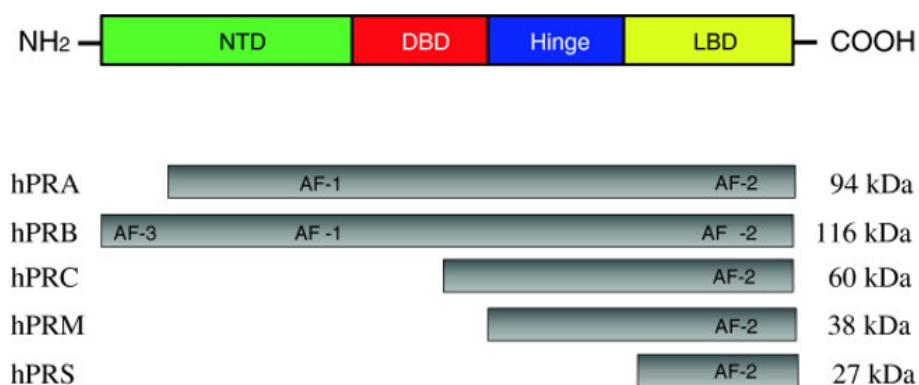 NH2 NTD DBD Hinge LBD COOH
hPRA AF-1 AF-2 94 kDa
hPRB AF-3 AF -1 AF -2 116 kDa
hPRC AF-2 60 kDa
hPRM AF-2 38 kDa
hPRS AF-2 27 kDa